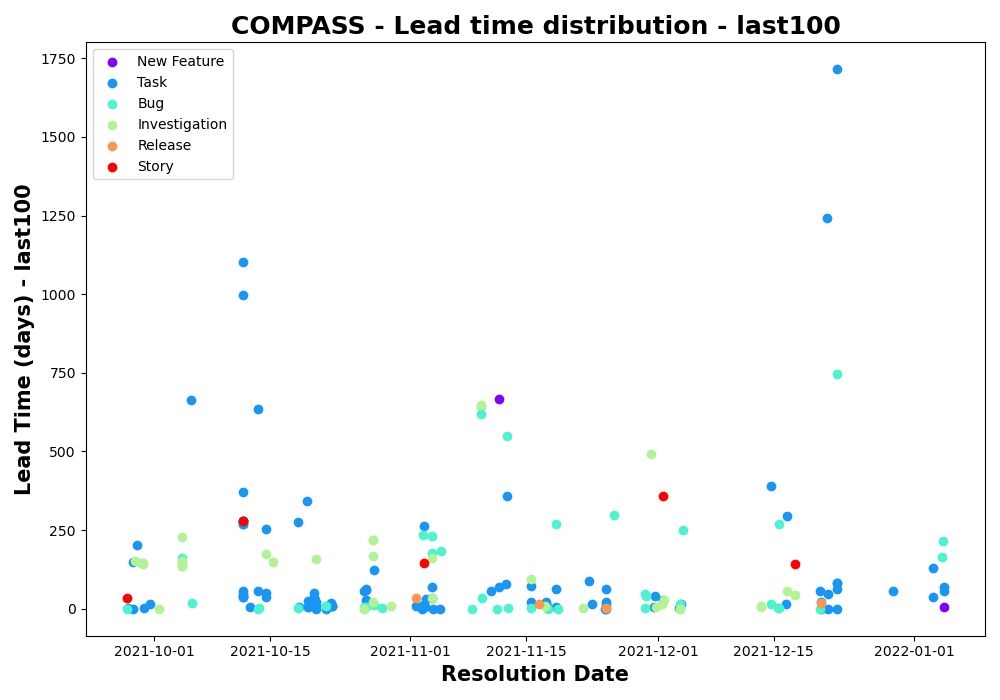 COMPASS - Lead time distribution - last100
New Feature
Task
Bug
Investigation
Release
Story
Lead Time (days) - last100
1750
1500
1250
1000
750
500
250
0
2021-10-01 2021-10-15 2021-11-01 2021-11-15 2021-12-01 2021-12-15 2022-01-01
Resolution Date